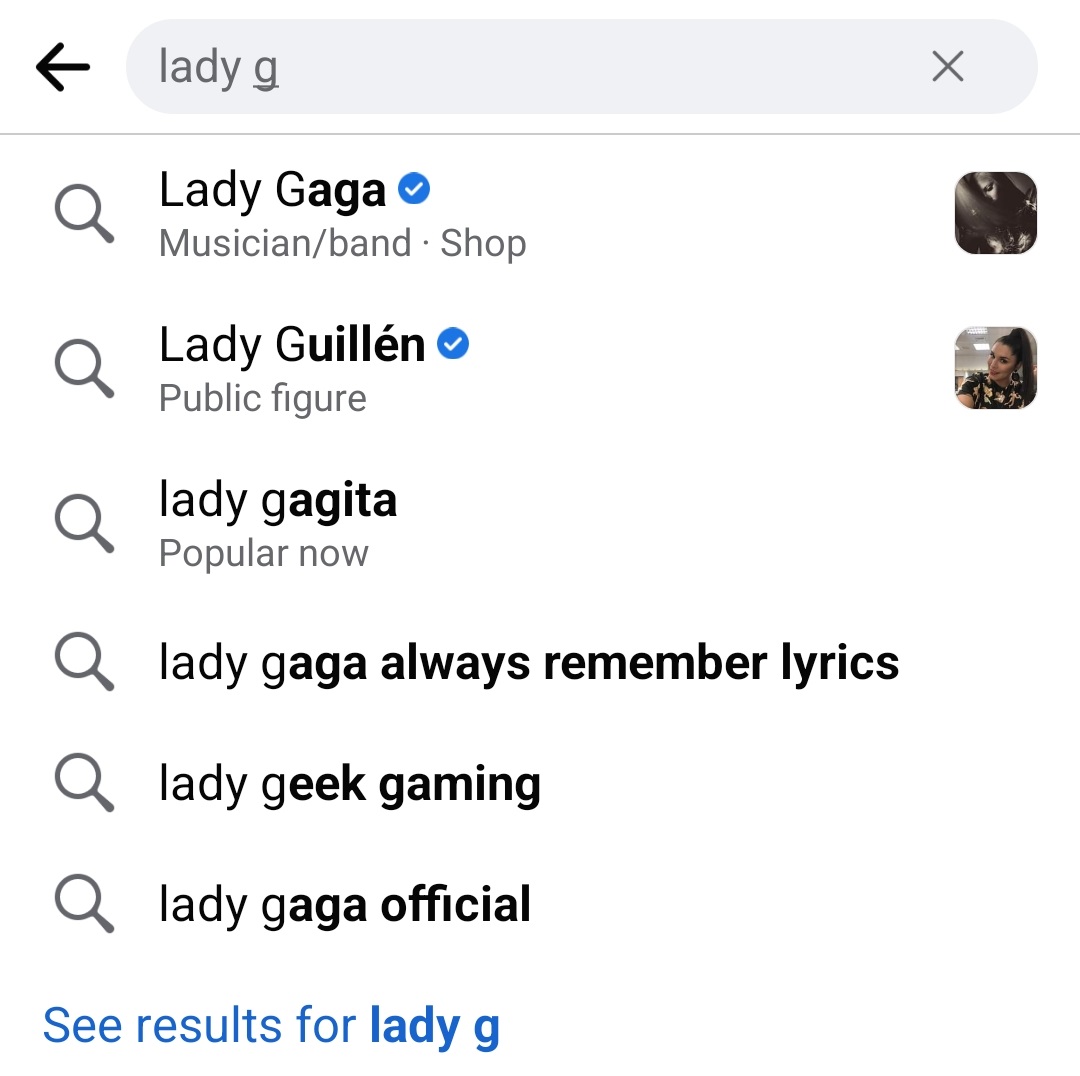 lady g
Lady Gaga
Musician/band · Shop
Lady Guillén
Public figure
lady gagita
Popular now
lady gaga always remember lyrics
lady geek gaming
lady gaga official
See results for lady g